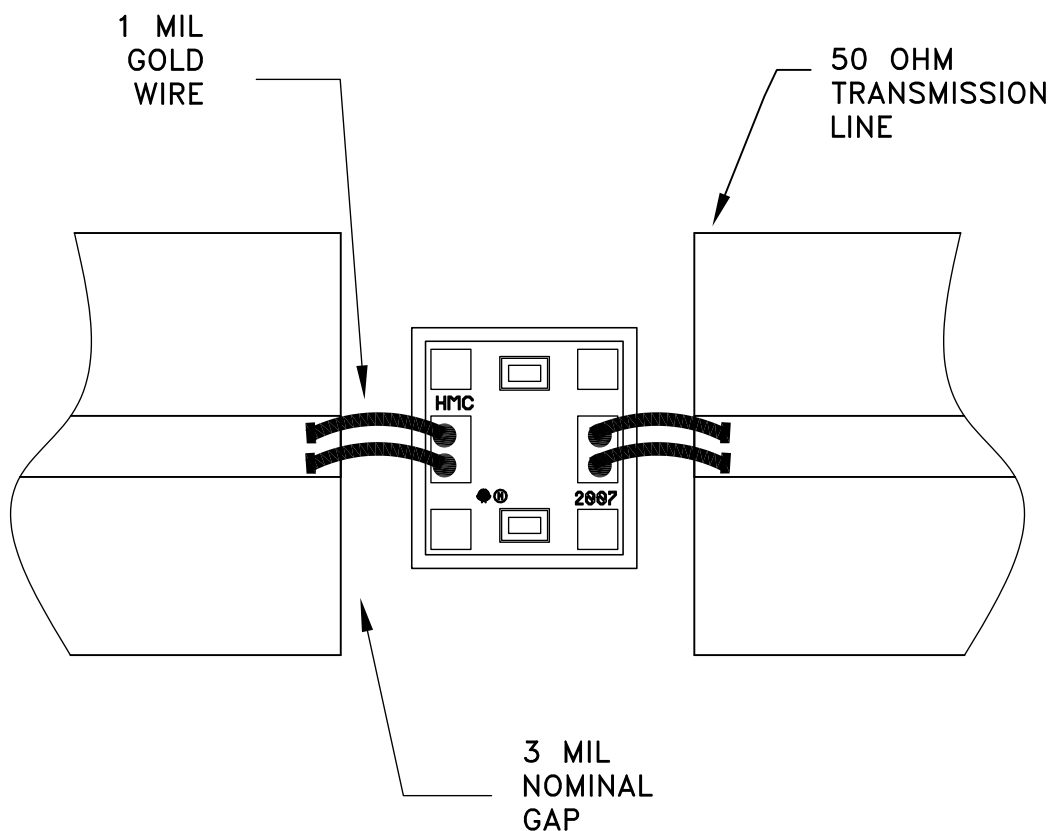 1 MIL
GOLD
WIRE
50 OHM
TRANSMISSION
LINE
HMC
H
2007
3 MIL
NOMINAL
GAP